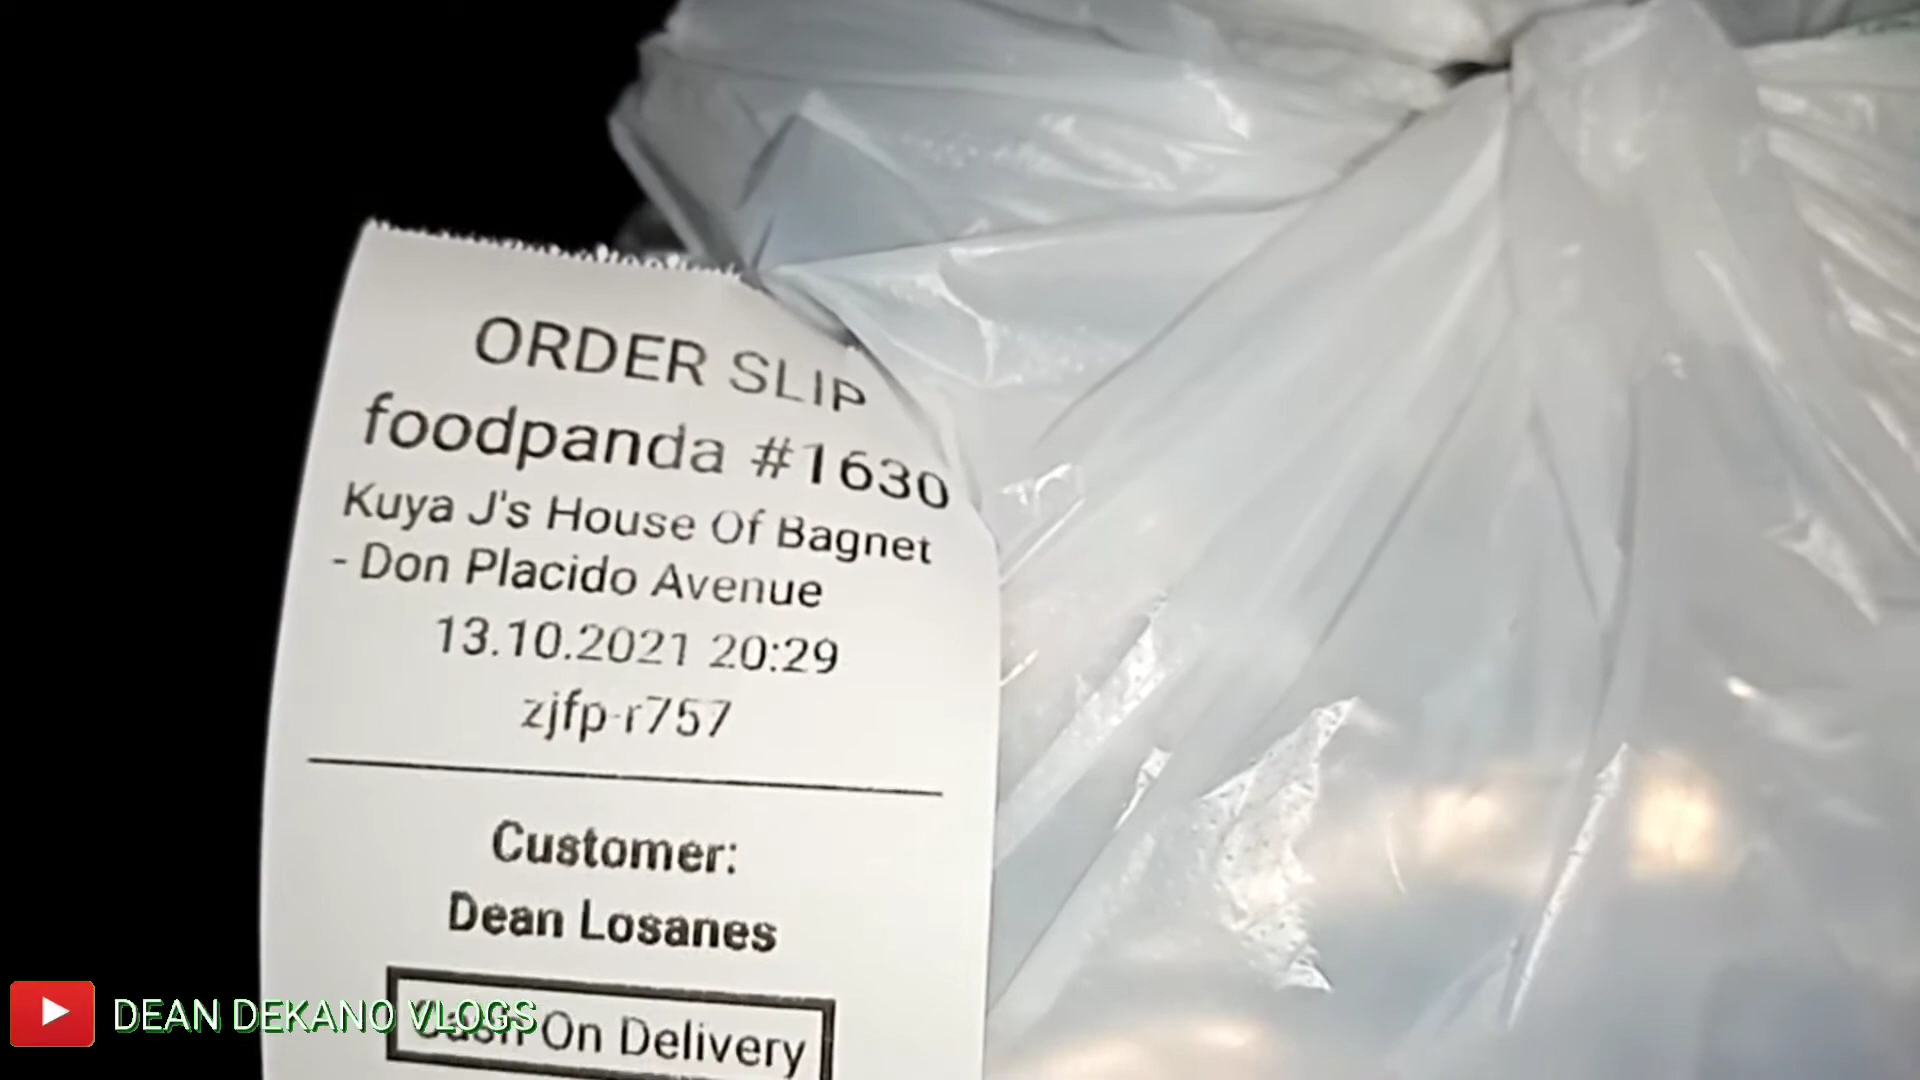 ORDER SLIP
foodpanda #1630
Kuya J's House Of Bagnet
- Don Placido Avenue
13.10.2021 20:29
zjfp-r757
Customer:
Dean Losanes
Cash On Delivery
DEAN DEKANO VLOGS